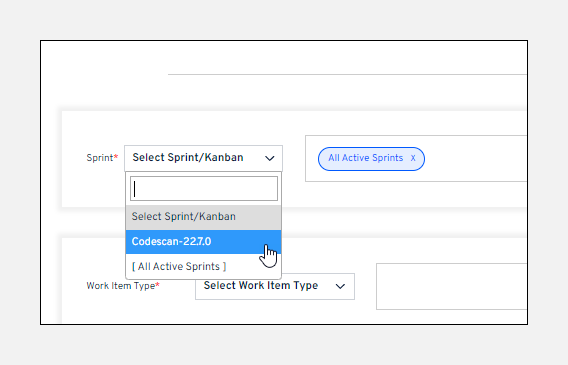 Sprint*
Select Sprint/Kanban
All Active Sprints x
Select Sprint/Kanban
Codescan-22.7.0
[ All Active Sprints ]
Work Item Type*
Select Work Item Type